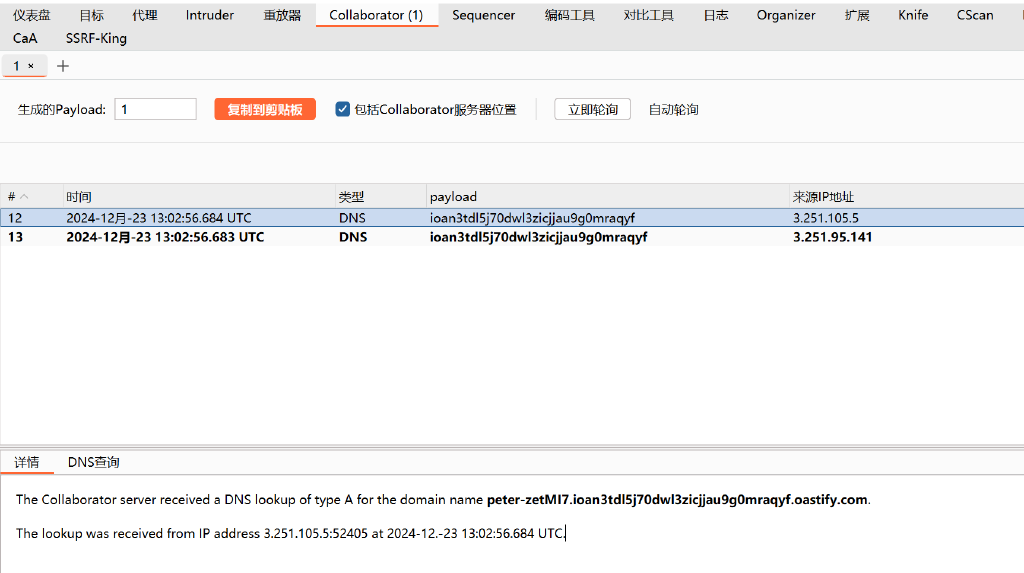 仪表盘 目标 代理 Intruder 重放器 Collaborator (1) Sequencer 编码工具 对比工具 日志 Organizer 扩展 Knife CScan
CaA SSRF-King
1 × +
生成的Payload: 1 复制到剪贴板 包括Collaborator服务器位置 立即轮询 自动轮询
# 时间 类型 payload 来源IP地址
12 2024-12月-23 13:02:56.684 UTC DNS ioan3tdl5j70dwl3zicjjau9g0mraqyf 3.251.105.5
13 2024-12月-23 13:02:56.683 UTC DNS ioan3tdl5j70dwl3zicjjau9g0mraqyf 3.251.95.141
详情 DNS查询
The Collaborator server received a DNS lookup of type A for the domain name peter-zetMI7.ioan3tdl5j70dwl3zicjjau9g0mraqyf.oastify.com.
The lookup was received from IP address 3.251.105.5:52405 at 2024-12.-23 13:02:56.684 UTC.